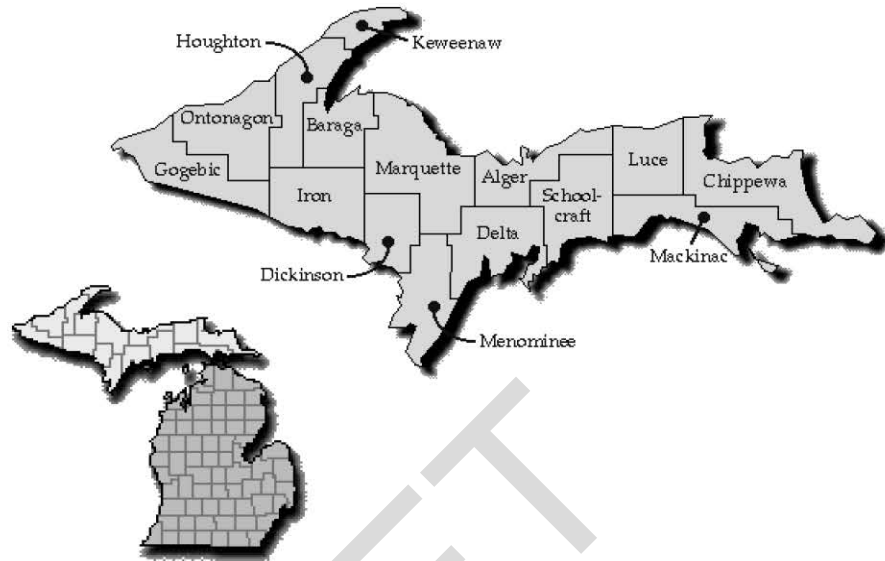 Houghton
Keweenaw
Ontonagon
Baraga
Gogebic
Marquette
Iron
Alger
Luce
Chippewa
School-
craft
Delta
Dickinson
Mackinac
Menominee